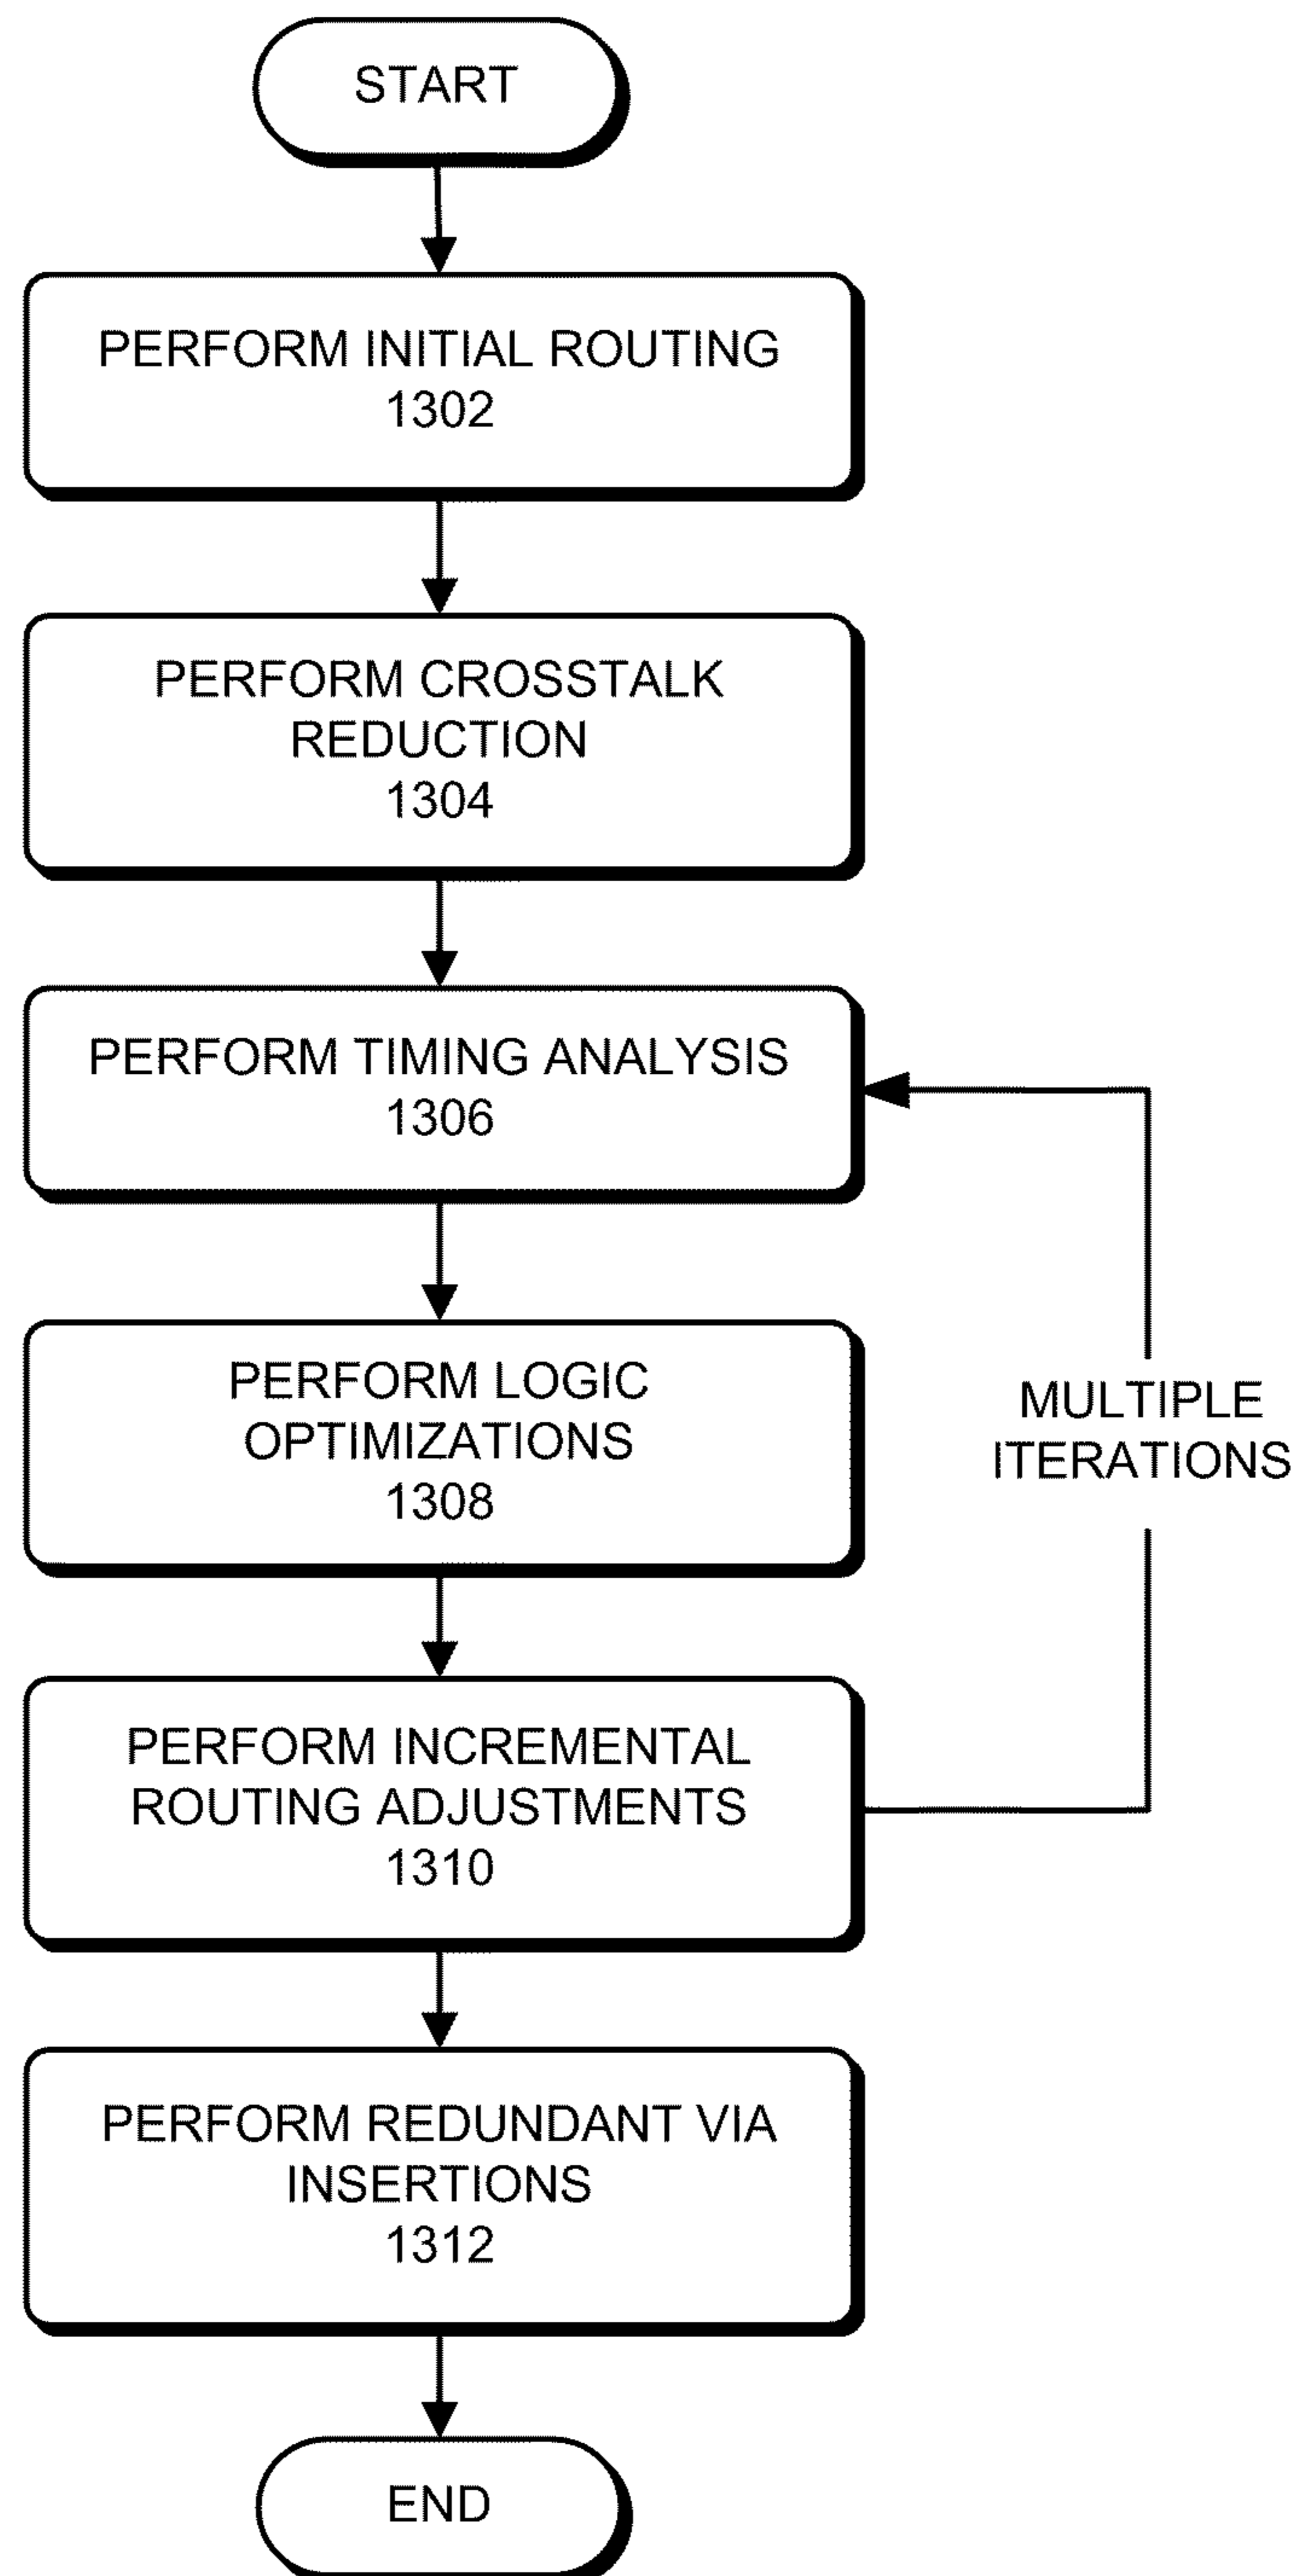 START
PERFORM INITIAL ROUTING
1302
PERFORM CROSSTALK
REDUCTION
1304
PERFORM TIMING ANALYSIS
1306
PERFORM LOGIC
OPTIMIZATIONS
1308
MULTIPLE
ITERATIONS
PERFORM INCREMENTAL
ROUTING ADJUSTMENTS
1310
PERFORM REDUNDANT VIA
INSERTIONS
1312
END